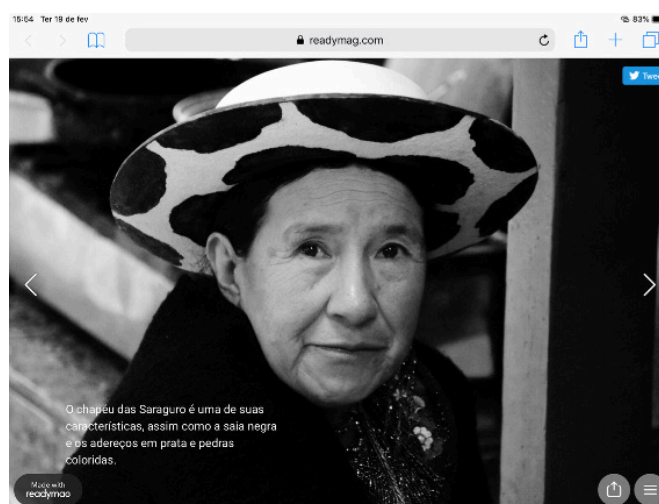 15:54 Ter 19 de fev
83%
readymag.com
Twee
O chapéu das Saraguro é uma de suas
características, assim como a saia negra
e os adereços em prata e pedras
coloridas.
Made with
readymag